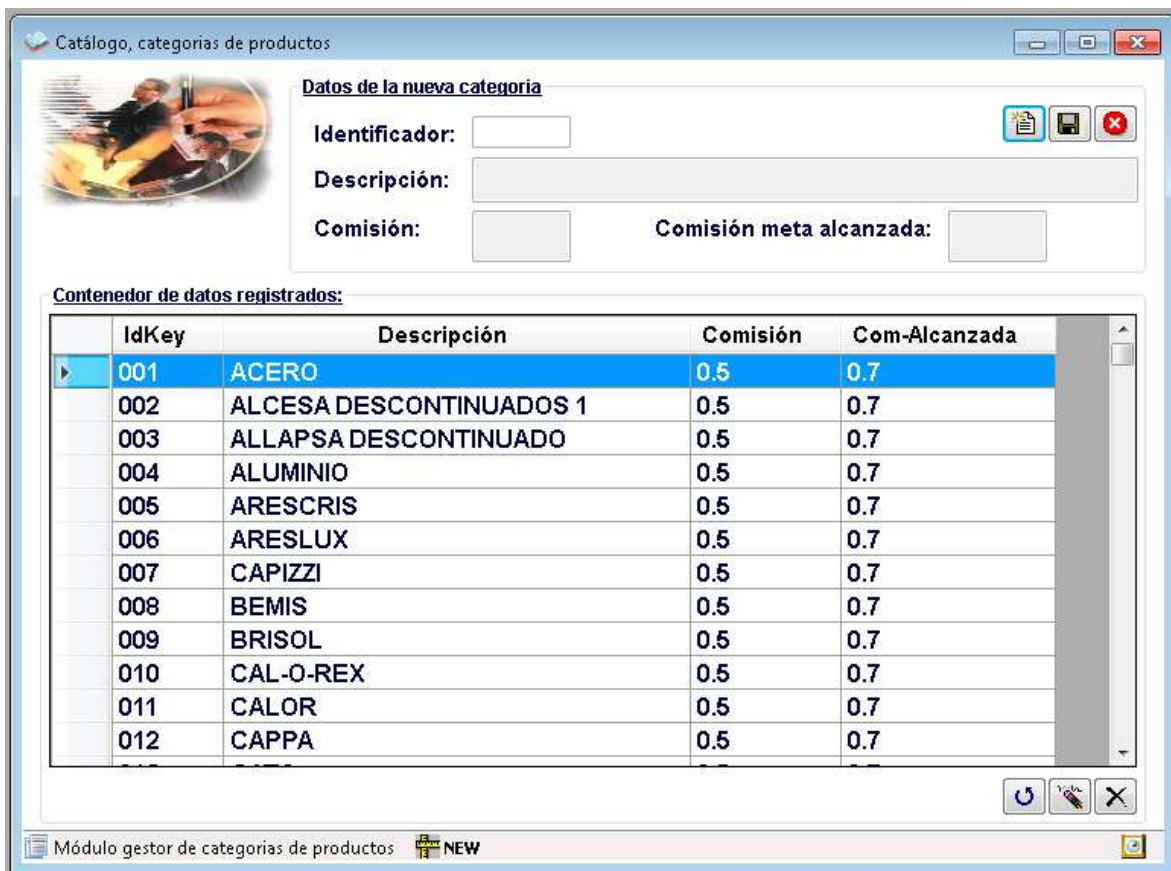 Catálogo, categorias de productos
Datos de la nueva categoria
Identificador:
Descripción:
Comisión: Comisión meta alcanzada:
Contenedor de datos registrados:
IdKey Descripción Comisión Com-Alcanzada
001 ACERO 0.5 0.7
002 ALCESA DESCONTINUADOS 1 0.5 0.7
003 ALLAPSA DESCONTINUADO 0.5 0.7
004 ALUMINIO 0.5 0.7
005 ARESCRIS 0.5 0.7
006 ARESLUX 0.5 0.7
007 CAPIZZI 0.5 0.7
008 BEMIS 0.5 0.7
009 BRISOL 0.5 0.7
010 CAL-O-REX 0.5 0.7
011 CALOR 0.5 0.7
012 CAPPA 0.5 0.7
Módulo gestor de categorias de productos NEW